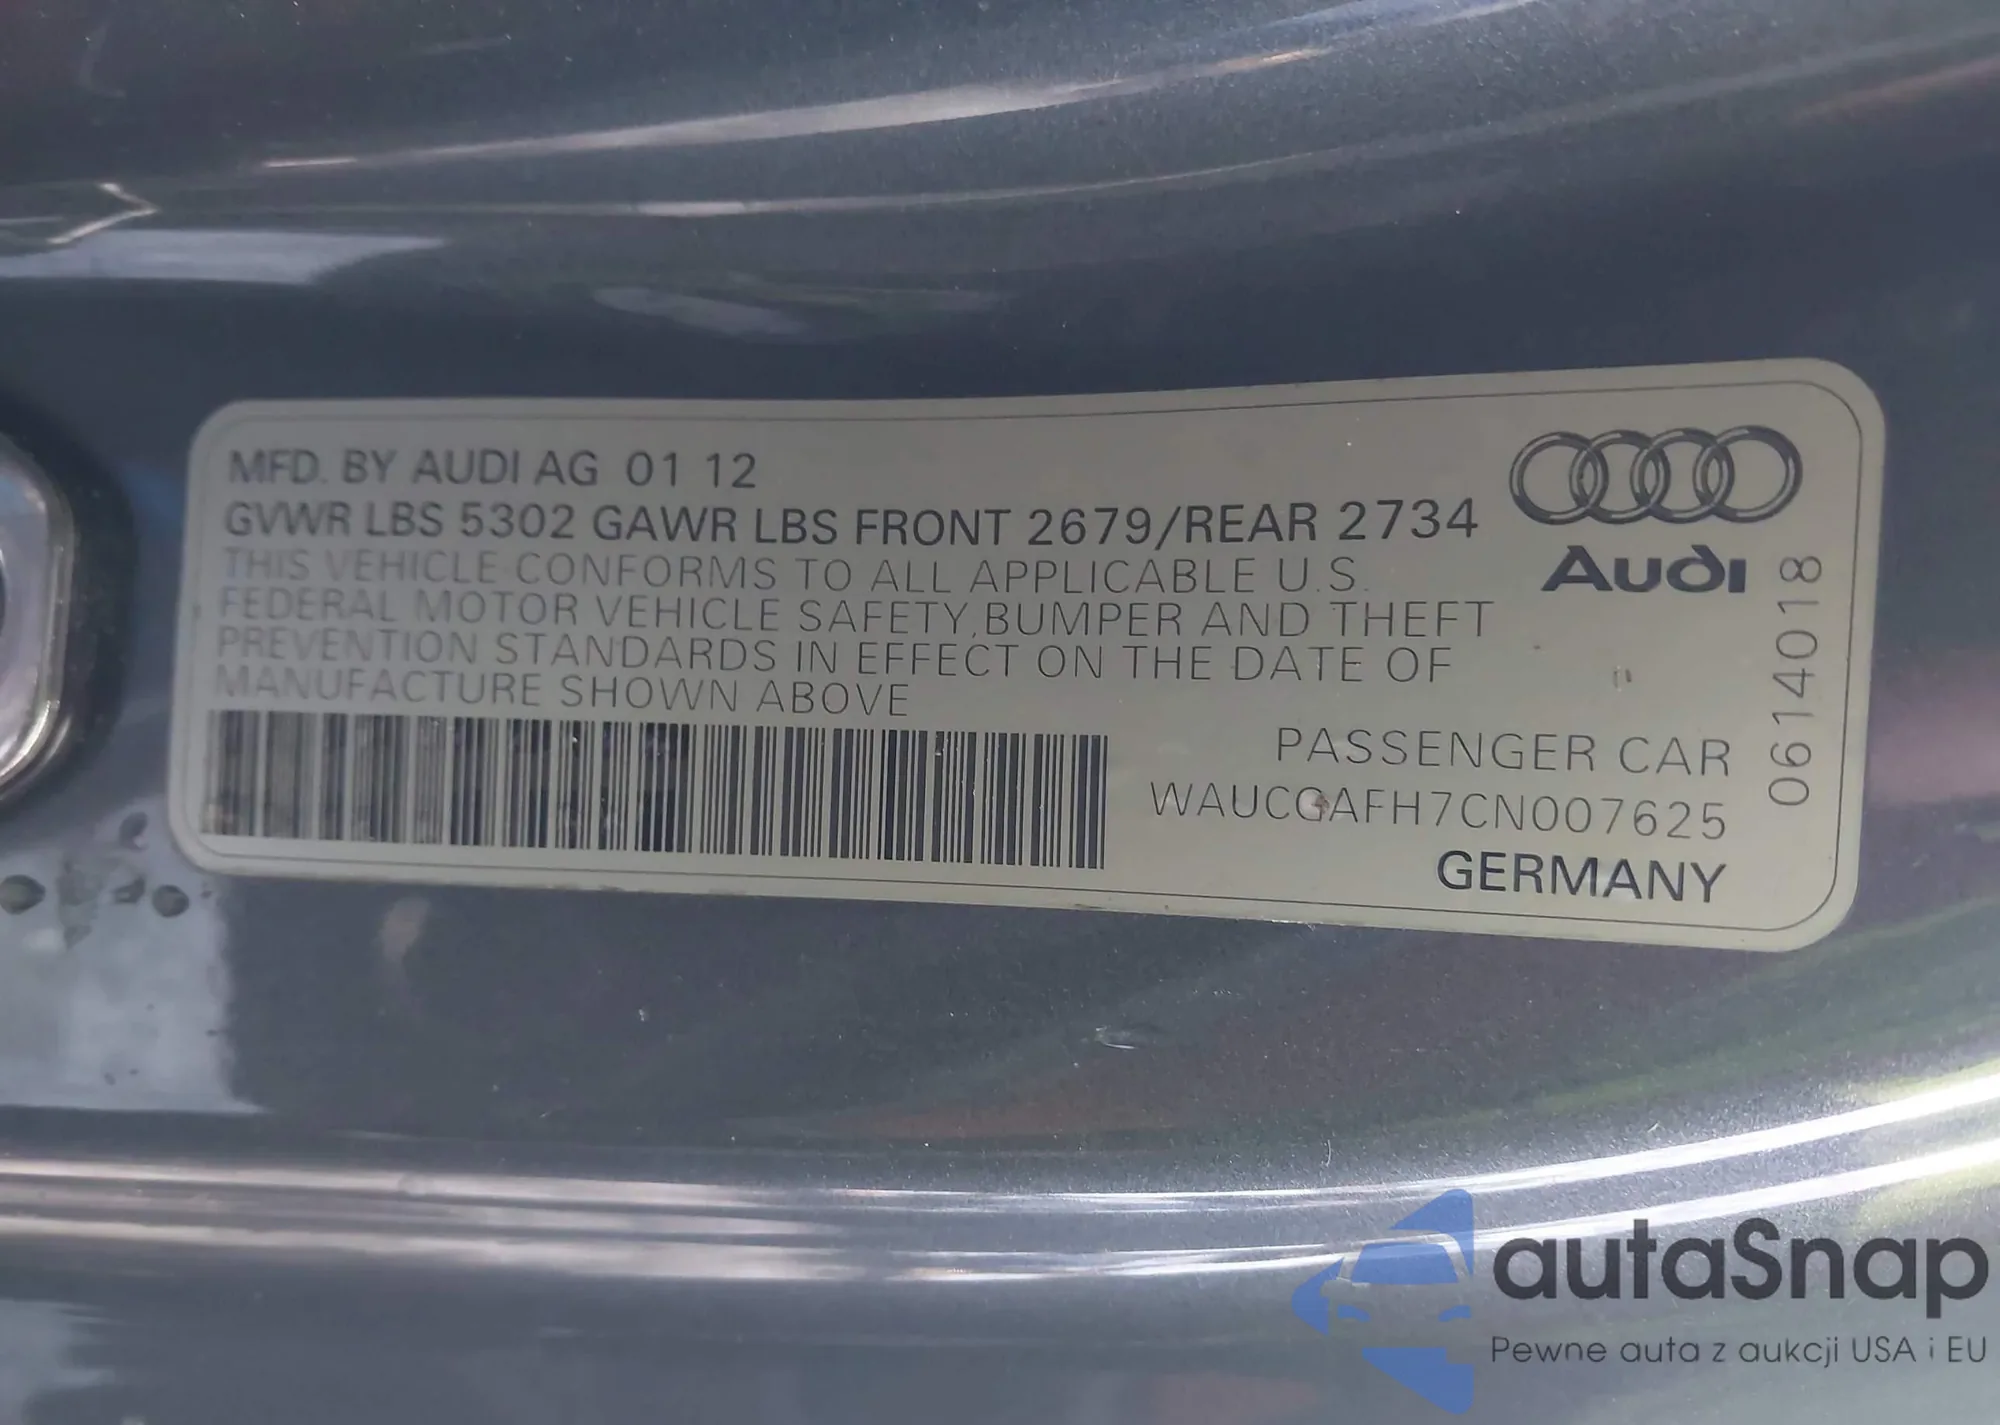 MFD. BY AUDI AG 01 12
GVWR LBS 5302 GAWR LBS FRONT 2679/REAR 2734
THIS VEHICLE CONFORMS TO ALL APPLICABLE U.S.
FEDERAL MOTOR VEHICLE SAFETY, BUMPER AND THEFT
PREVENTION STANDARDS IN EFFECT ON THE DATE OF
MANUFACTURE SHOWN ABOVE
Audi
0614018
PASSENGER CAR
WAUCGAFH7CN007625
GERMANY
autaSnap
Pewne auta z aukcji USA i EU